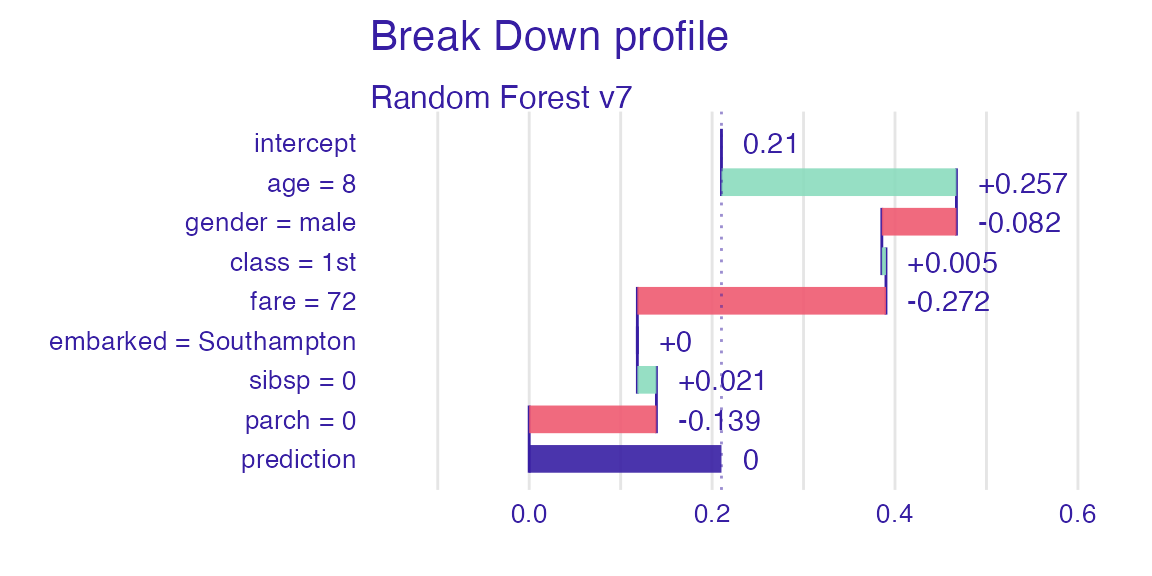 Break Down profile
Random Forest v7
intercept 0.21
age = 8 +0.257
gender = male -0.082
class = 1st +0.005
fare = 72 -0.272
embarked = Southampton +0
sibsp = 0 +0.021
parch = 0 -0.139
prediction 0
0.0 0.2 0.4 0.6